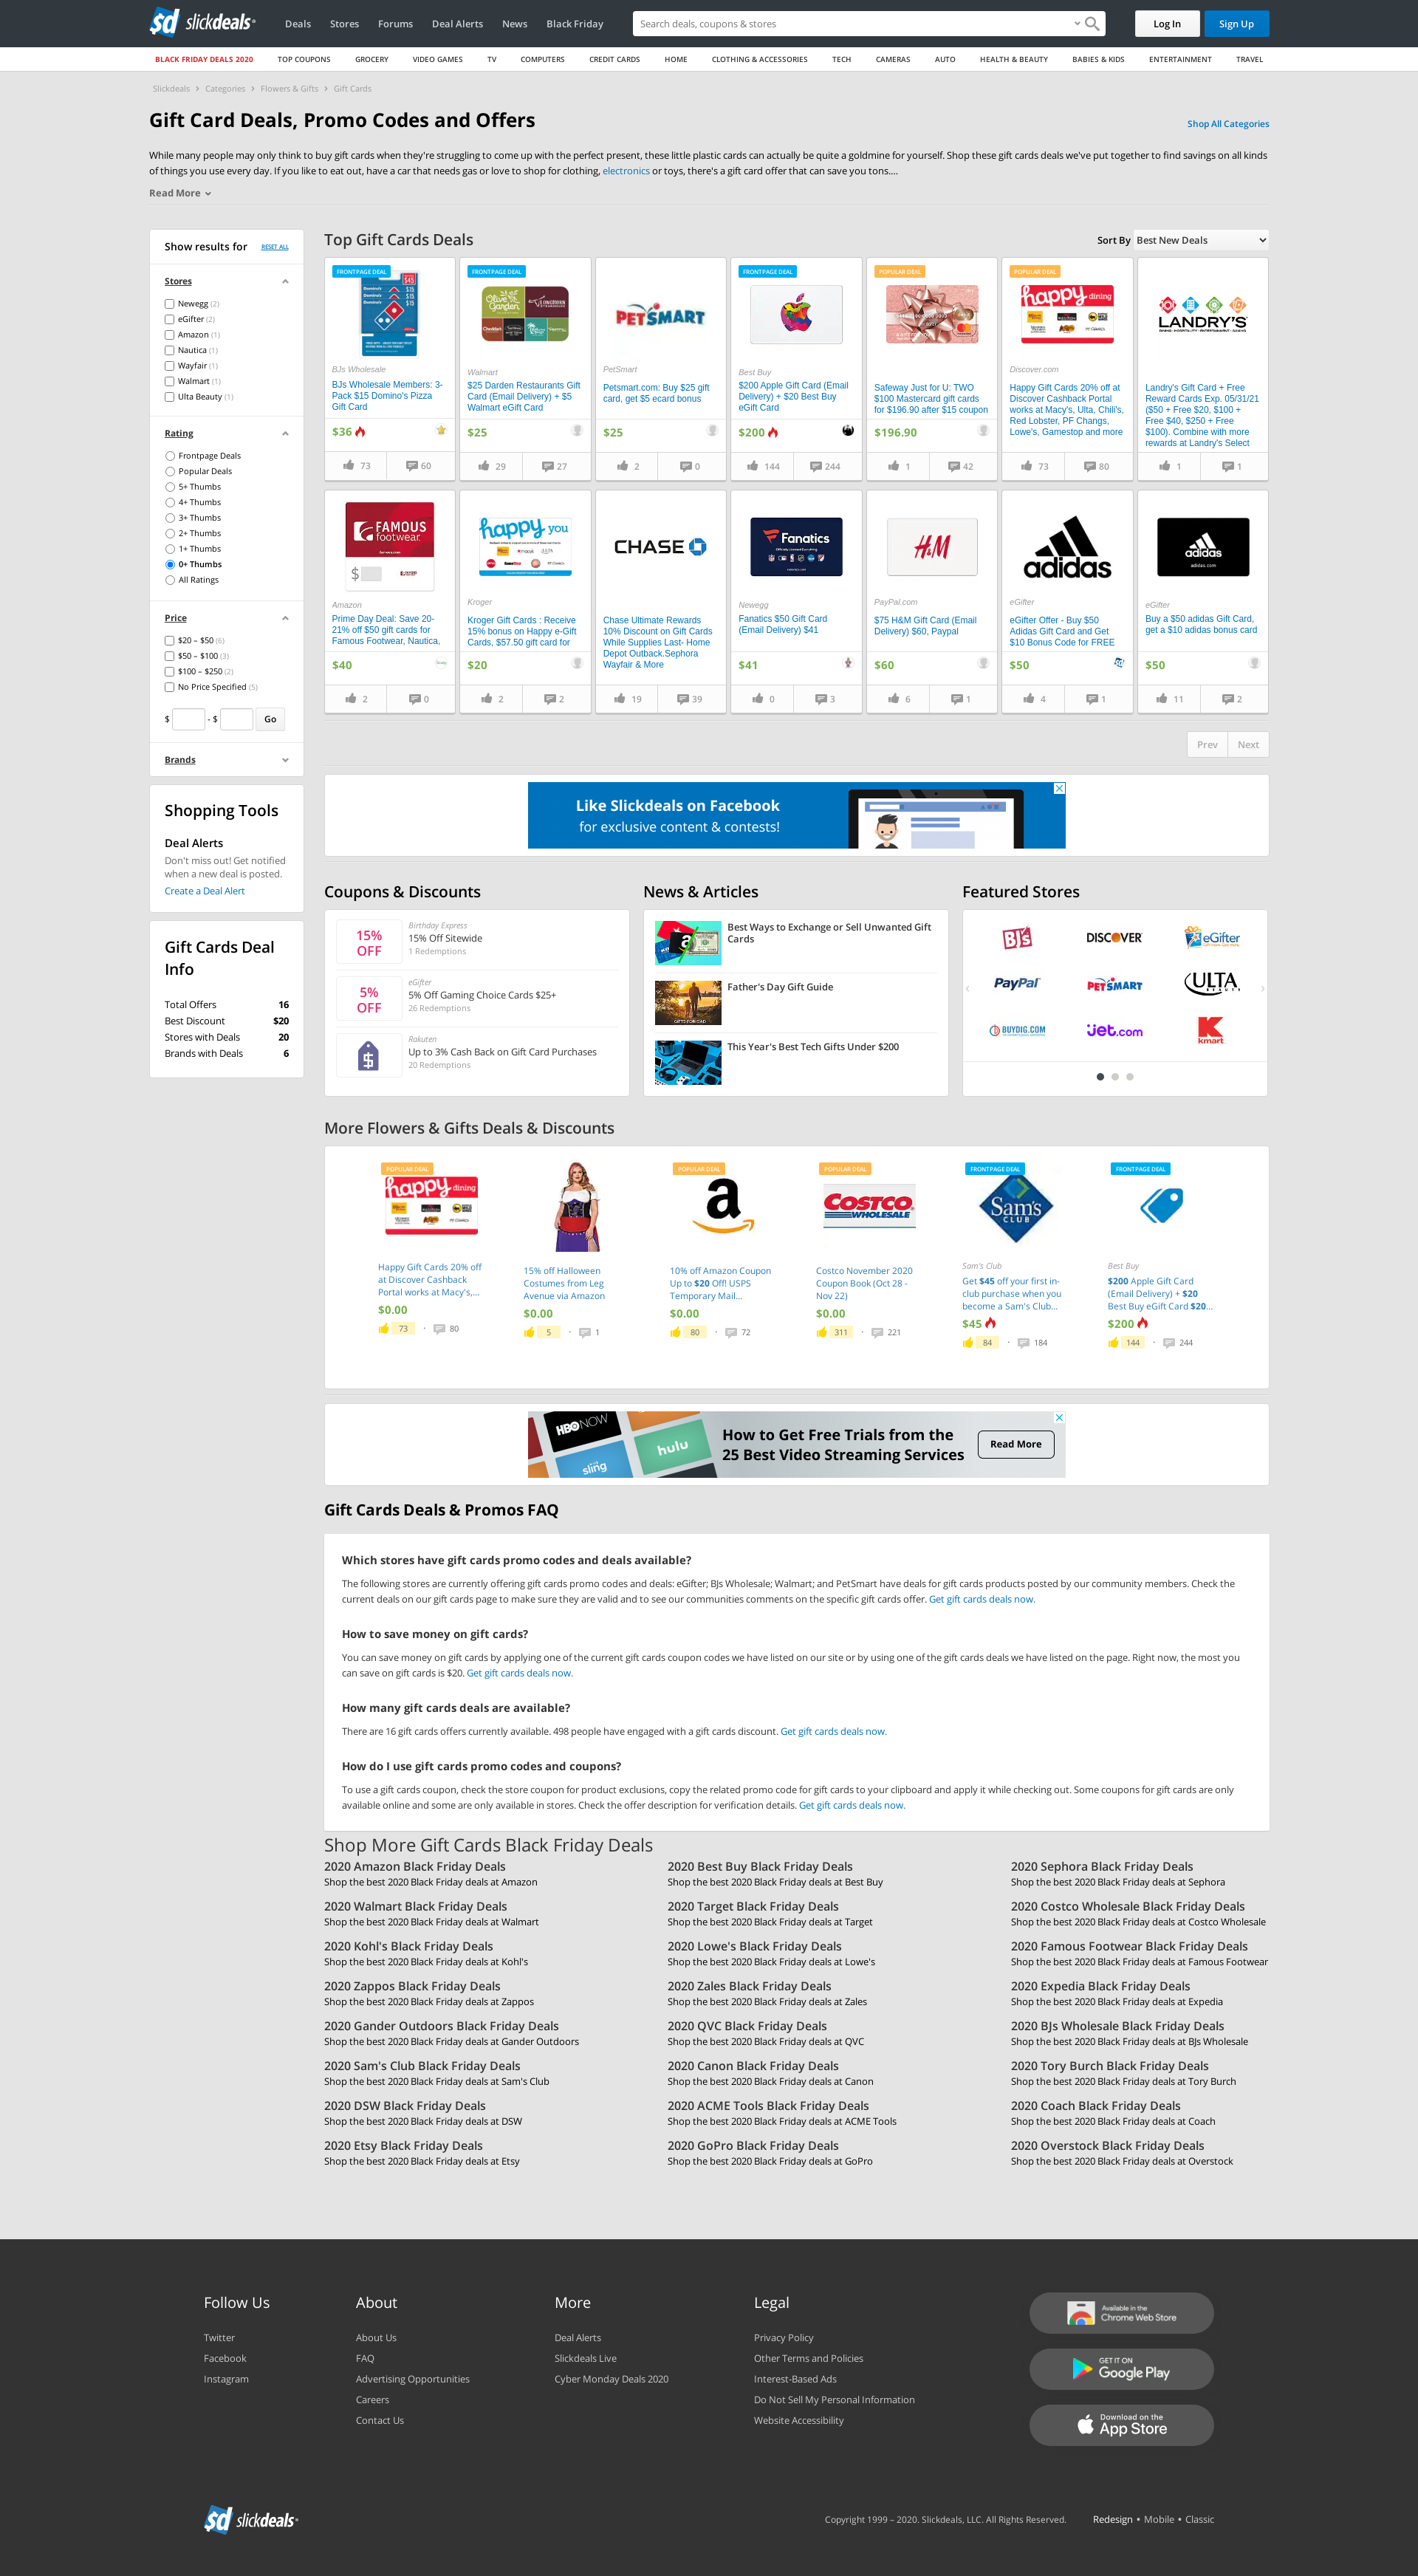 slickdeals
Deals Stores Forums Deal Alerts News Black Friday
Search deals, coupons & stores
Log In
Sign Up
BLACK FRIDAY DEALS 2020 TOP COUPONS GROCERY VIDEO GAMES TV COMPUTERS CREDIT CARDS HOME CLOTHING & ACCESSORIES TECH CAMERAS AUTO HEALTH & BEAUTY BABIES & KIDS ENTERTAINMENT TRAVEL
Slickdeals › Categories › Flowers & Gifts › Gift Cards
Gift Card Deals, Promo Codes and Offers
Shop All Categories
While many people may only think to buy gift cards when they're struggling to come up with the perfect present, these little plastic cards can actually be quite a goldmine for yourself. Shop these gift cards deals we've put together to find savings on all kinds
of things you use every day. If you like to eat out, have a car that needs gas or love to shop for clothing, electronics or toys, there's a gift card offer that can save you tons....
Read More
Show results for
RESET ALL
Stores
Newegg (2)
eGifter (2)
Amazon (1)
Nautica (1)
Wayfair (1)
Walmart (1)
Ulta Beauty (1)
Rating
Frontpage Deals
Popular Deals
5+ Thumbs
4+ Thumbs
3+ Thumbs
2+ Thumbs
1+ Thumbs
0+ Thumbs
All Ratings
Price
$20 – $50 (6)
$50 – $100 (3)
$100 – $250 (2)
No Price Specified (5)
$ - $ Go
Brands
Shopping Tools
Deal Alerts
Don't miss out! Get notified
when a new deal is posted.
Create a Deal Alert
Gift Cards Deal
Info
Total Offers 16
Best Discount $20
Stores with Deals 20
Brands with Deals 6
Top Gift Cards Deals
Sort By Best New Deals
FRONTPAGE DEAL
BJs Wholesale
BJs Wholesale Members: 3-
Pack $15 Domino's Pizza
Gift Card
$36
73 60
FRONTPAGE DEAL
Walmart
$25 Darden Restaurants Gift
Card (Email Delivery) + $5
Walmart eGift Card
$25
29 27
PETSMART
PetSmart
Petsmart.com: Buy $25 gift
card, get $5 ecard bonus
$25
2 0
FRONTPAGE DEAL
Best Buy
$200 Apple Gift Card (Email
Delivery) + $20 Best Buy
eGift Card
$200
144 244
POPULAR DEAL
Safeway Just for U: TWO
$100 Mastercard gift cards
for $196.90 after $15 coupon
$196.90
1 42
POPULAR DEAL
happy dining
Discover.com
Happy Gift Cards 20% off at
Discover Cashback Portal
works at Macy's, Ulta, Chili's,
Red Lobster, PF Changs,
Lowe's, Gamestop and more
73 80
LANDRY'S
Landry's Gift Card + Free
Reward Cards Exp. 05/31/21
($50 + Free $20, $100 +
Free $40, $250 + Free
$100). Combine with more
rewards at Landry's Select
1 1
FAMOUS
footwear
Amazon
Prime Day Deal: Save 20-
21% off $50 gift cards for
Famous Footwear, Nautica,
$40
2 0
happy you
Kroger
Kroger Gift Cards : Receive
15% bonus on Happy e-Gift
Cards, $57.50 gift card for
$20
2 2
CHASE
Chase Ultimate Rewards
10% Discount on Gift Cards
While Supplies Last- Home
Depot Outback.Sephora
Wayfair & More
19 39
Fanatics
Newegg
Fanatics $50 Gift Card
(Email Delivery) $41
$41
0 3
H&M
PayPal.com
$75 H&M Gift Card (Email
Delivery) $60, Paypal
$60
6 1
adidas
eGifter
eGifter Offer - Buy $50
Adidas Gift Card and Get
$10 Bonus Code for FREE
$50
4 1
adidas
adidas.com
eGifter
Buy a $50 adidas Gift Card,
get a $10 adidas bonus card
$50
11 2
Prev Next
Like Slickdeals on Facebook
for exclusive content & contests!
Coupons & Discounts
15%
OFF
Birthday Express
15% Off Sitewide
1 Redemptions
5%
OFF
eGifter
5% Off Gaming Choice Cards $25+
26 Redemptions
Rakuten
Up to 3% Cash Back on Gift Card Purchases
20 Redemptions
News & Articles
Best Ways to Exchange or Sell Unwanted Gift
Cards
Father's Day Gift Guide
This Year's Best Tech Gifts Under $200
Featured Stores
BJ's DISCOVER eGifter
PayPal PETSMART ULTA
BUYDIG.COM Jet.com kmart
More Flowers & Gifts Deals & Discounts
POPULAR DEAL
happy dining
Happy Gift Cards 20% off
at Discover Cashback
Portal works at Macy's,...
$0.00
73 · 80
15% off Halloween
Costumes from Leg
Avenue via Amazon
$0.00
5 · 1
POPULAR DEAL
10% off Amazon Coupon
Up to $20 Off! USPS
Temporary Mail...
$0.00
80 · 72
POPULAR DEAL
COSTCO
WHOLESALE
Costco November 2020
Coupon Book (Oct 28 -
Nov 22)
$0.00
311 · 221
FRONTPAGE DEAL
Sam's
CLUB
Sam's Club
Get $45 off your first in-
club purchase when you
become a Sam's Club...
$45
84 · 184
FRONTPAGE DEAL
Best Buy
$200 Apple Gift Card
(Email Delivery) + $20
Best Buy eGift Card $20...
$200
144 · 244
HBO NOW
hulu
sling
How to Get Free Trials from the
25 Best Video Streaming Services
Read More
Gift Cards Deals & Promos FAQ
Which stores have gift cards promo codes and deals available?
The following stores are currently offering gift cards promo codes and deals: eGifter; BJs Wholesale; Walmart; and PetSmart have deals for gift cards products posted by our community members. Check the
current deals on our gift cards page to make sure they are valid and to see our communities comments on the specific gift cards offer. Get gift cards deals now.
How to save money on gift cards?
You can save money on gift cards by applying one of the current gift cards coupon codes we have listed on our site or by using one of the gift cards deals we have listed on the page. Right now, the most you
can save on gift cards is $20. Get gift cards deals now.
How many gift cards deals are available?
There are 16 gift cards offers currently available. 498 people have engaged with a gift cards discount. Get gift cards deals now.
How do I use gift cards promo codes and coupons?
To use a gift cards coupon, check the store coupon for product exclusions, copy the related promo code for gift cards to your clipboard and apply it while checking out. Some coupons for gift cards are only
available online and some are only available in stores. Check the offer description for verification details. Get gift cards deals now.
Shop More Gift Cards Black Friday Deals
2020 Amazon Black Friday Deals
Shop the best 2020 Black Friday deals at Amazon
2020 Best Buy Black Friday Deals
Shop the best 2020 Black Friday deals at Best Buy
2020 Sephora Black Friday Deals
Shop the best 2020 Black Friday deals at Sephora
2020 Walmart Black Friday Deals
Shop the best 2020 Black Friday deals at Walmart
2020 Target Black Friday Deals
Shop the best 2020 Black Friday deals at Target
2020 Costco Wholesale Black Friday Deals
Shop the best 2020 Black Friday deals at Costco Wholesale
2020 Kohl's Black Friday Deals
Shop the best 2020 Black Friday deals at Kohl's
2020 Lowe's Black Friday Deals
Shop the best 2020 Black Friday deals at Lowe's
2020 Famous Footwear Black Friday Deals
Shop the best 2020 Black Friday deals at Famous Footwear
2020 Zappos Black Friday Deals
Shop the best 2020 Black Friday deals at Zappos
2020 Zales Black Friday Deals
Shop the best 2020 Black Friday deals at Zales
2020 Expedia Black Friday Deals
Shop the best 2020 Black Friday deals at Expedia
2020 Gander Outdoors Black Friday Deals
Shop the best 2020 Black Friday deals at Gander Outdoors
2020 QVC Black Friday Deals
Shop the best 2020 Black Friday deals at QVC
2020 BJs Wholesale Black Friday Deals
Shop the best 2020 Black Friday deals at BJs Wholesale
2020 Sam's Club Black Friday Deals
Shop the best 2020 Black Friday deals at Sam's Club
2020 Canon Black Friday Deals
Shop the best 2020 Black Friday deals at Canon
2020 Tory Burch Black Friday Deals
Shop the best 2020 Black Friday deals at Tory Burch
2020 DSW Black Friday Deals
Shop the best 2020 Black Friday deals at DSW
2020 ACME Tools Black Friday Deals
Shop the best 2020 Black Friday deals at ACME Tools
2020 Coach Black Friday Deals
Shop the best 2020 Black Friday deals at Coach
2020 Etsy Black Friday Deals
Shop the best 2020 Black Friday deals at Etsy
2020 GoPro Black Friday Deals
Shop the best 2020 Black Friday deals at GoPro
2020 Overstock Black Friday Deals
Shop the best 2020 Black Friday deals at Overstock
Follow Us
Twitter
Facebook
Instagram
About
About Us
FAQ
Advertising Opportunities
Careers
Contact Us
More
Deal Alerts
Slickdeals Live
Cyber Monday Deals 2020
Legal
Privacy Policy
Other Terms and Policies
Interest-Based Ads
Do Not Sell My Personal Information
Website Accessibility
Available in the
Chrome Web Store
GET IT ON
Google Play
Download on the
App Store
slickdeals
Copyright 1999 – 2020. Slickdeals, LLC. All Rights Reserved.
Redesign • Mobile • Classic